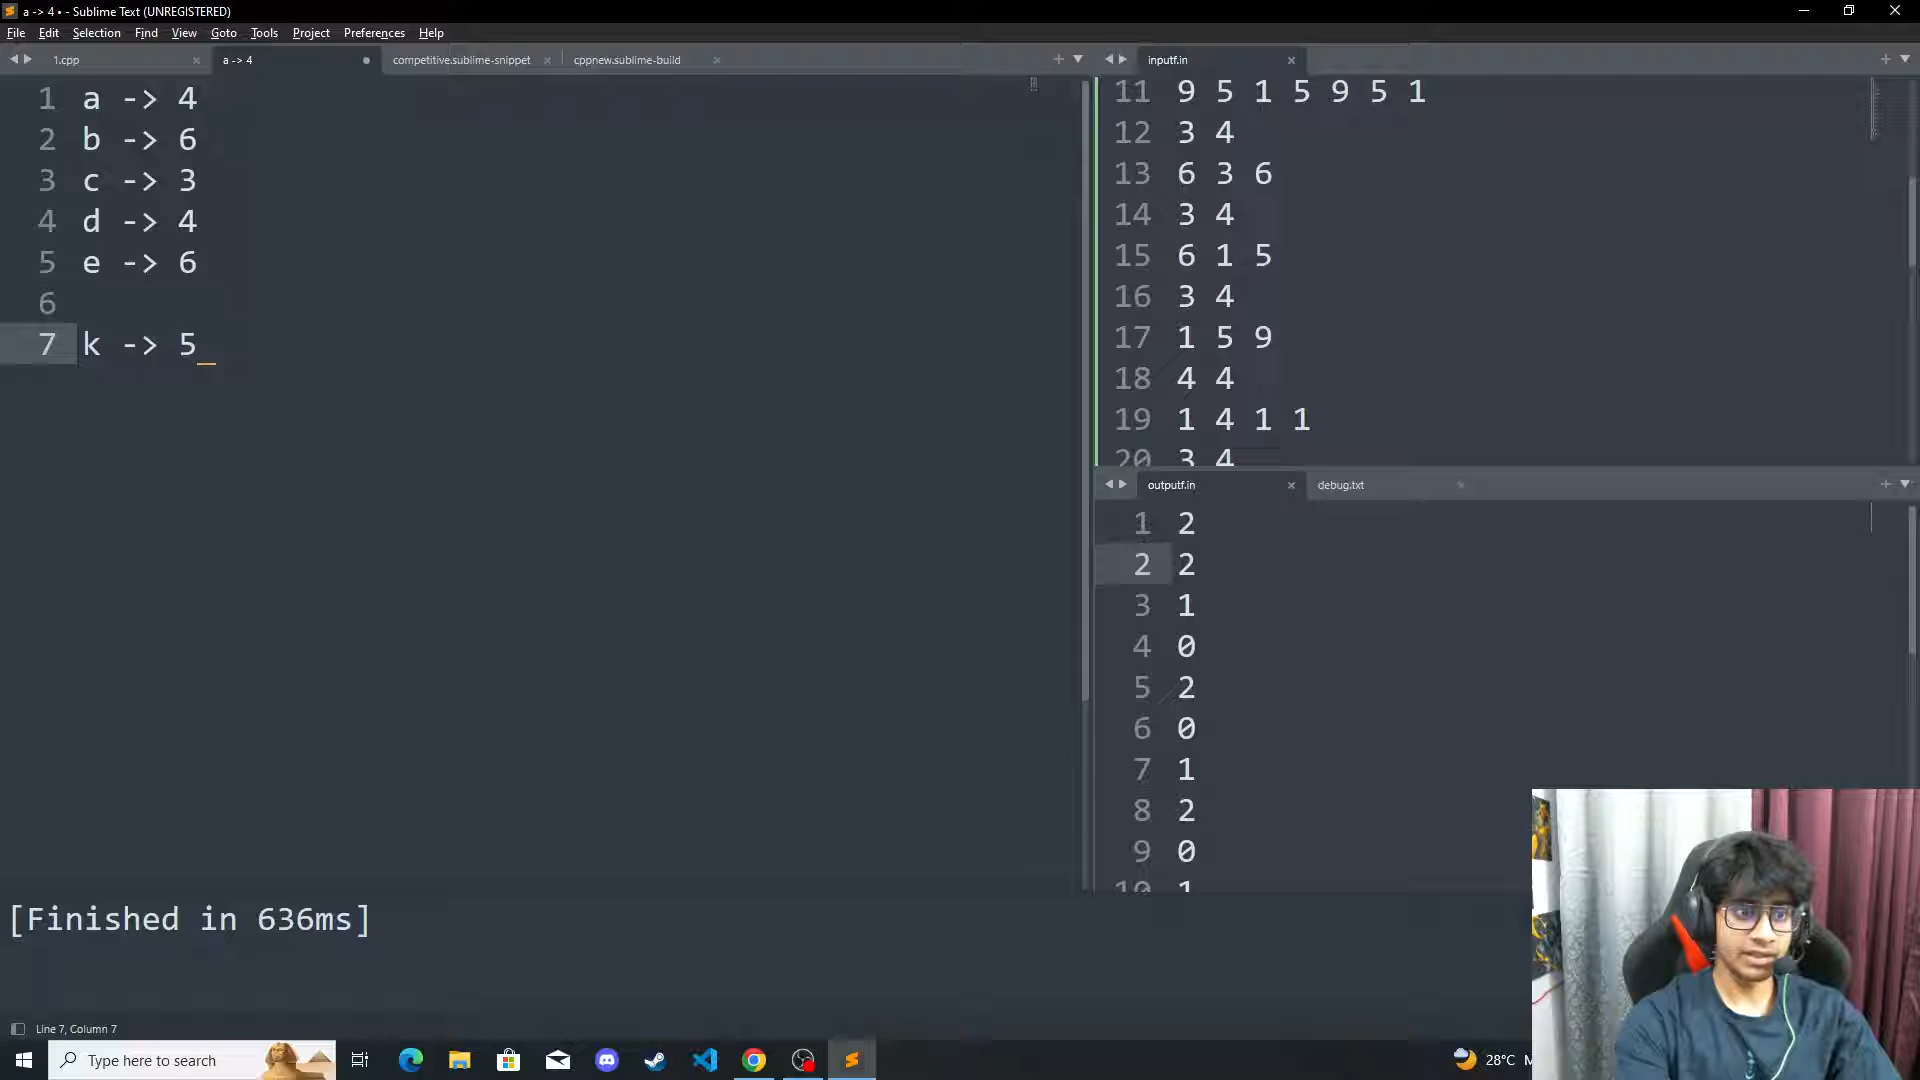 a -> 4 • - Sublime Text (UNREGISTERED)
File Edit Selection Find View Goto Tools Project Preferences Help
1.cpp a -> 4 competitive.sublime-snippet cppnew.sublime-build
1 a -> 4
2 b -> 6
3 c -> 3
4 d -> 4
5 e -> 6
6
7 k -> 5
inputf.in
11 9 5 1 5 9 5 1
12 3 4
13 6 3 6
14 3 4
15 6 1 5
16 3 4
17 1 5 9
18 4 4
19 1 4 1 1
20 3 4
outputf.in debug.txt
1 2
2 2
3 1
4 0
5 2
6 0
7 1
8 2
9 0
10 1
[Finished in 636ms]
Line 7, Column 7
Type here to search
28°C